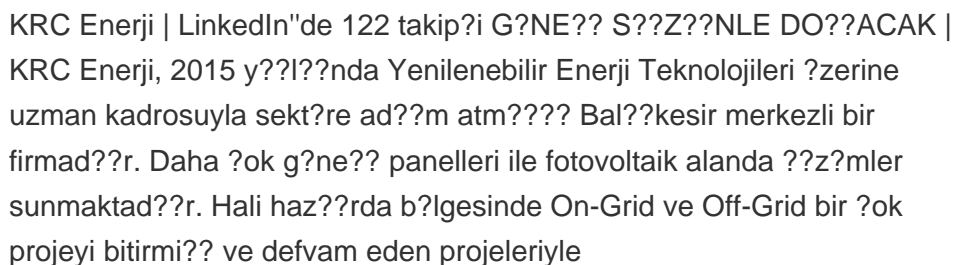 KRC Enerji | LinkedIn"de 122 takip?i G?NE?? S??Z??NLE DO??ACAK |
KRC Enerji, 2015 y??l??nda Yenilenebilir Enerji Teknolojileri ?zerine
uzman kadrosuyla sekt?re ad??m atm???? Bal??kesir merkezli bir
firmad??r. Daha ?ok g?ne?? panelleri ile fotovoltaik alanda ??z?mler
sunmaktad??r. Hali haz??rda b?lgesinde On-Grid ve Off-Grid bir ?ok
projeyi bitirmi?? ve defvam eden projeleriyle